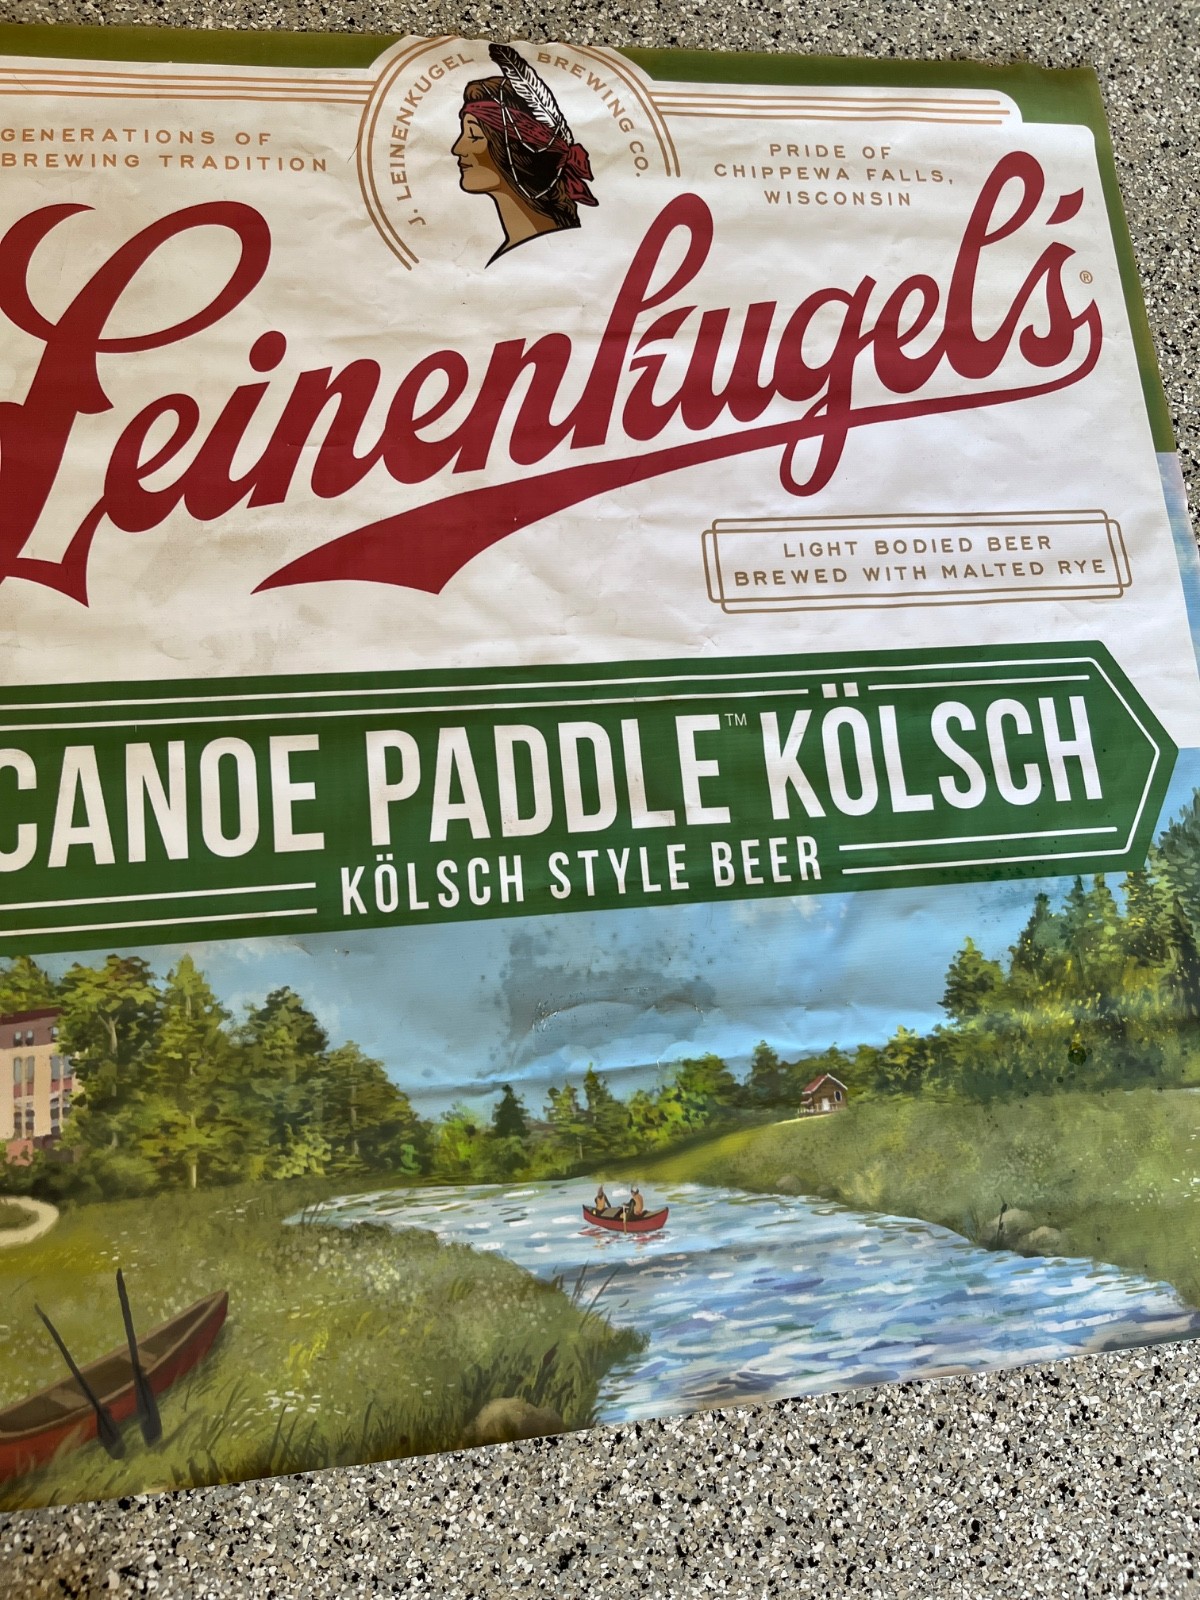 J. LEINENKUGEL BREWING CO.
GENERATIONS OF
BREWING TRADITION
PRIDE OF
CHIPPEWA FALLS,
WISCONSIN
Leinenkugel's®
LIGHT BODIED BEER
BREWED WITH MALTED RYE
CANOE PADDLE™ KÖLSCH
KÖLSCH STYLE BEER